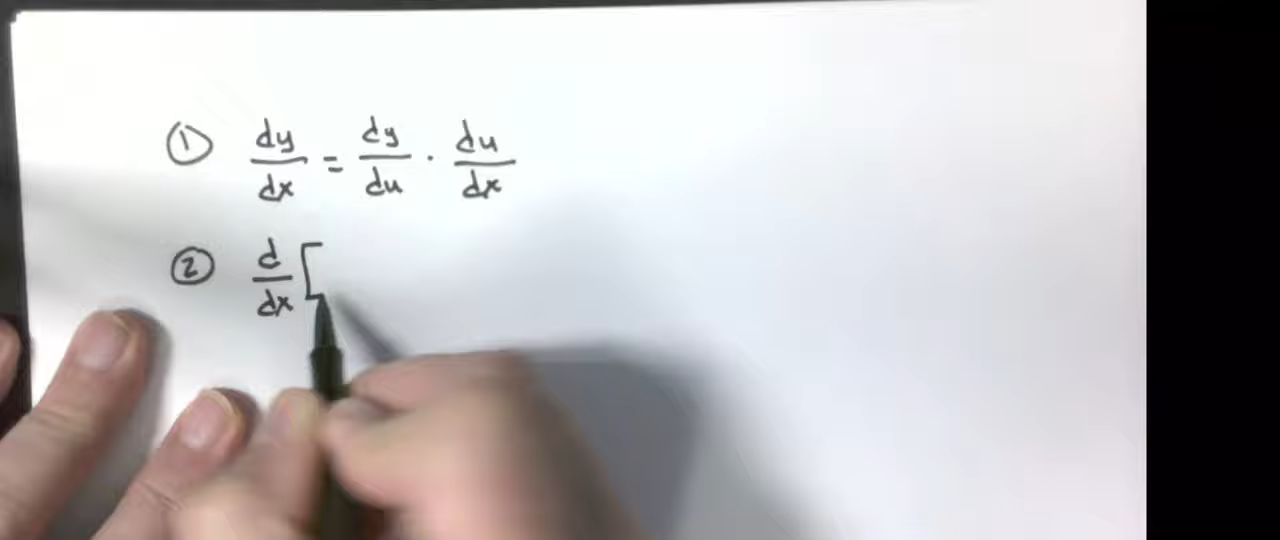 ① dy/dx = dy/du · du/dx
② d/dx [